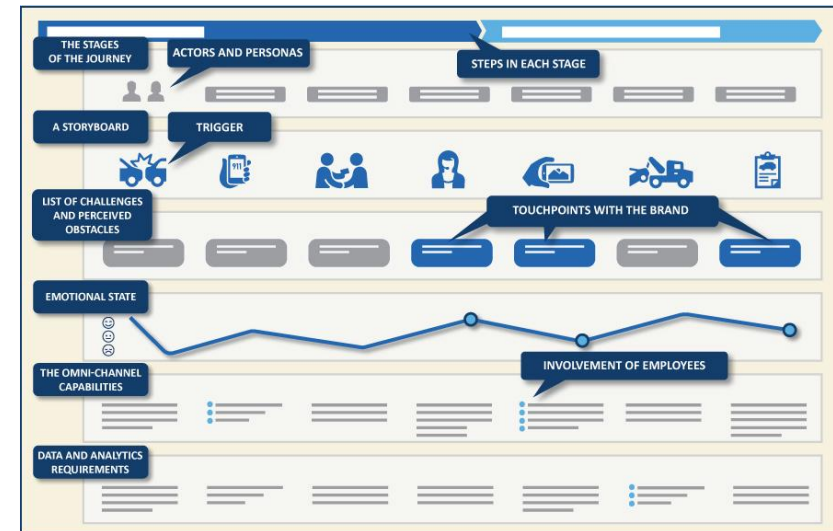 THE STAGES
OF THE JOURNEY
ACTORS AND PERSONAS
STEPS IN EACH STAGE
A STORYBOARD
TRIGGER
911
LIST OF CHALLENGES
AND PERCEIVED
OBSTACLES
TOUCHPOINTS WITH THE BRAND
EMOTIONAL STATE
THE OMNI-CHANNEL
CAPABILITIES
INVOLVEMENT OF EMPLOYEES
DATA AND ANALYTICS
REQUIREMENTS